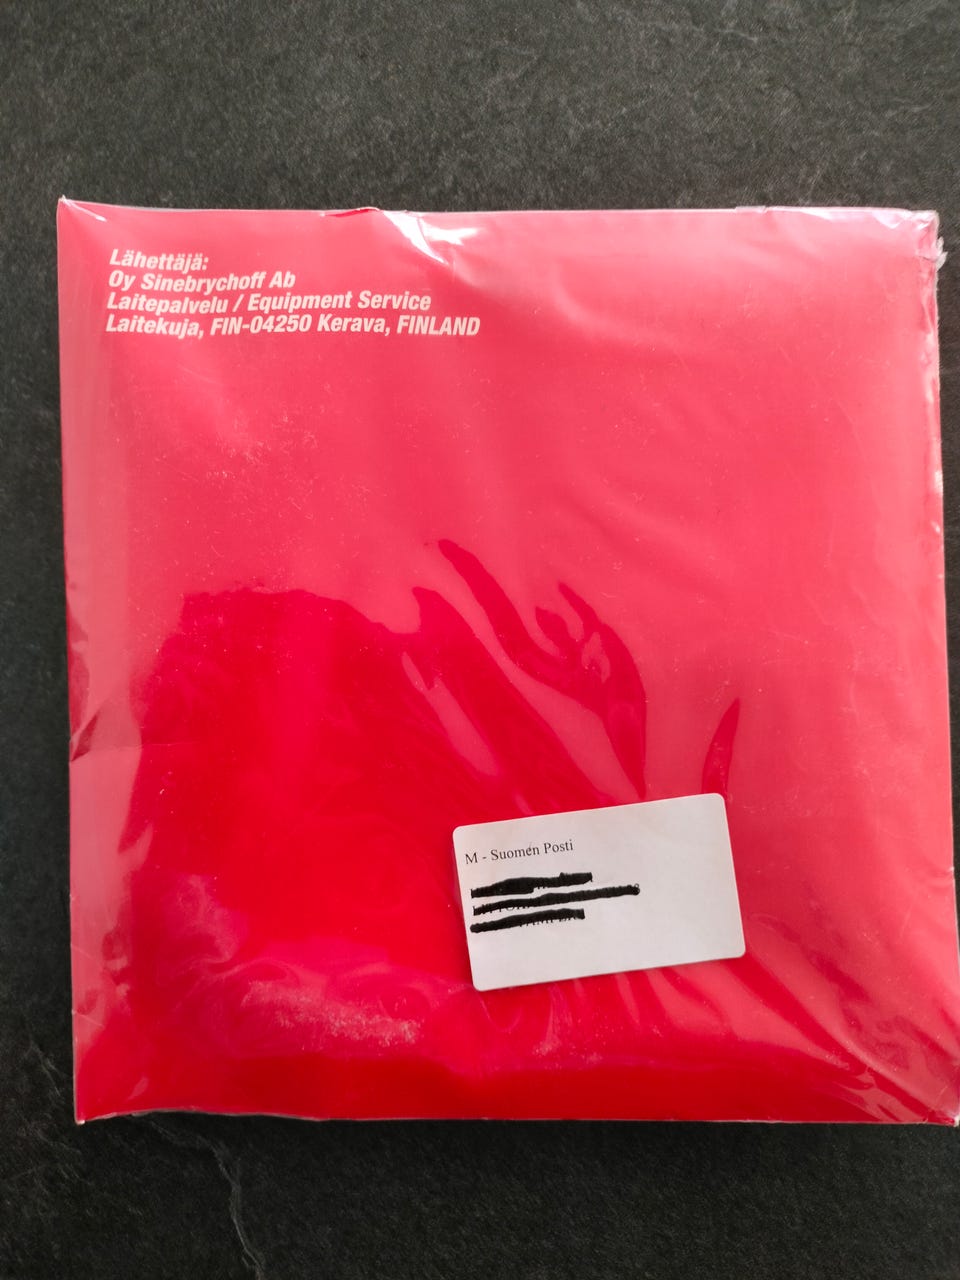 Lähettäjä:
Oy Sinebrychoff Ab
Laitepalvelu / Equipment Service
Laitekuja, FIN-04250 Kerava, FINLAND
M - Suomen Posti